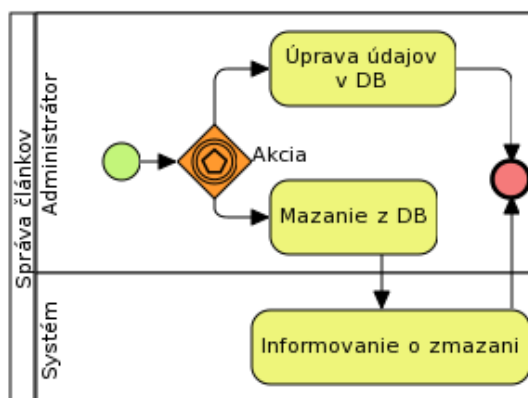 Správa článkov
Administrátor
Úprava údajov
v DB
Akcia
Mazanie z DB
Systém
Informovanie o zmazani